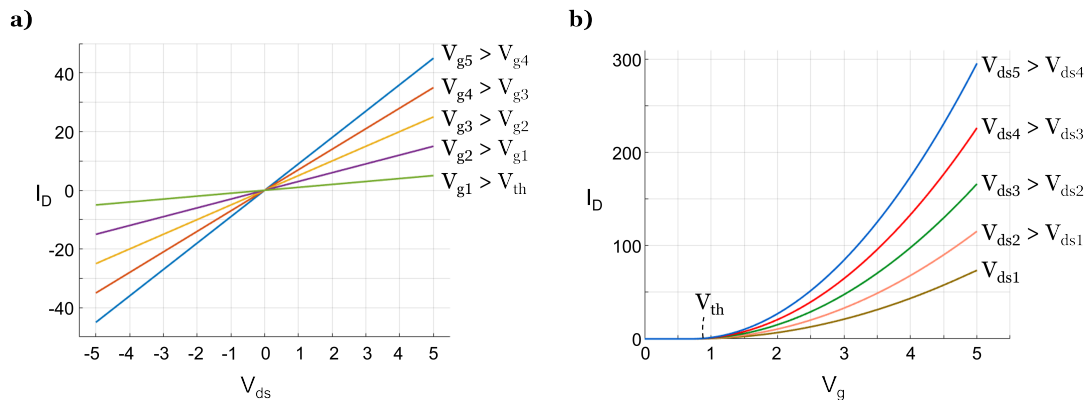 a)
V_g5 > V_g4
V_g4 > V_g3
V_g3 > V_g2
V_g2 > V_g1
V_g1 > V_th
40
20
0
-20
-40
I_D
-5 -4 -3 -2 -1 0 1 2 3 4 5
V_ds
b)
V_ds5 > V_ds4
V_ds4 > V_ds3
V_ds3 > V_ds2
V_ds2 > V_ds1
V_ds1
V_th
300
200
100
0
I_D
0 1 2 3 4 5
V_g